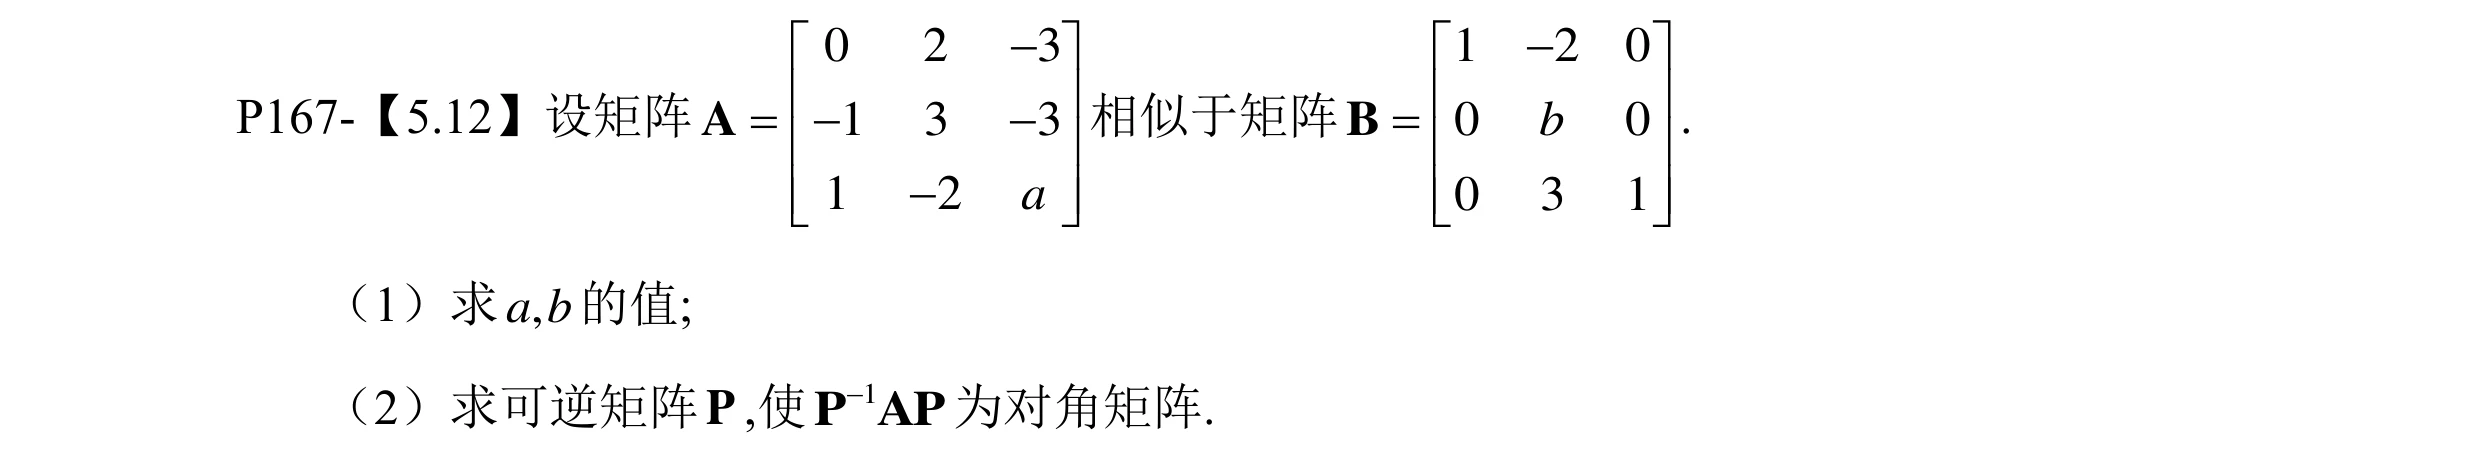 P167-【5.12】设矩阵 $\mathbf{A}=\begin{bmatrix} 0 & 2 & -3 \\ -1 & 3 & -3 \\ 1 & -2 & a \end{bmatrix}$ 相似于矩阵 $\mathbf{B}=\begin{bmatrix} 1 & -2 & 0 \\ 0 & b & 0 \\ 0 & 3 & 1 \end{bmatrix}$.
（1）求 $a,b$ 的值;
（2）求可逆矩阵 $\mathbf{P}$ ,使 $\mathbf{P}^{-1}\mathbf{AP}$ 为对角矩阵.